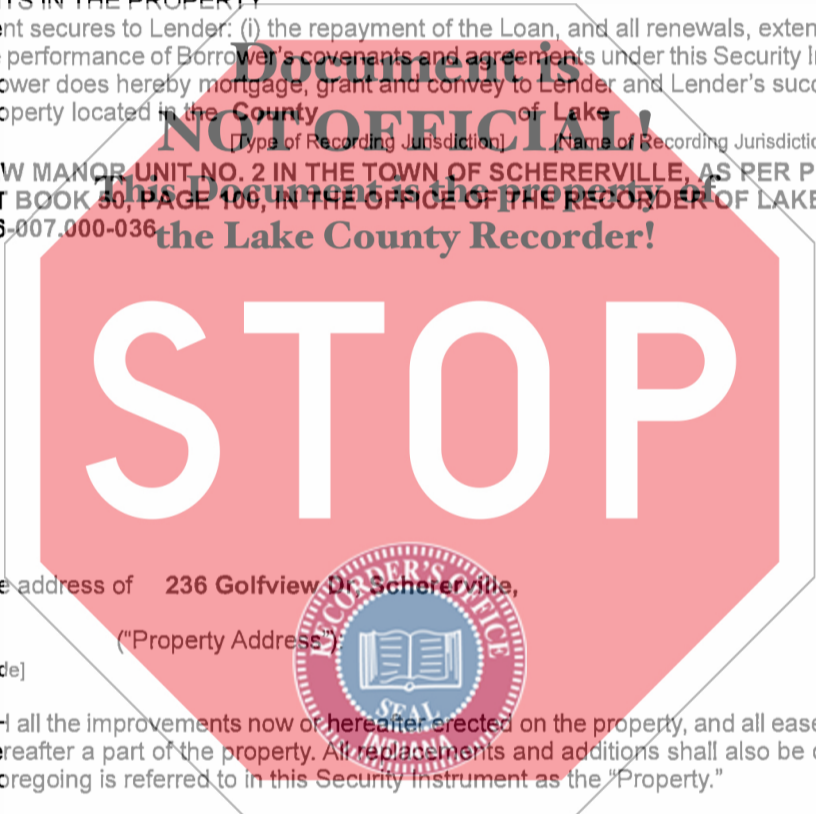 TS IN THE PROPERTY
ent secures to Lender: (i) the repayment of the Loan, and all renewals, exten
e performance of Borrower's covenants and agreements under this Security I
ower does hereby mortgage, grant and convey to Lender and Lender's succ
operty located in the County of Lake
[Type of Recording Jurisdiction] [Name of Recording Jurisdictio
W MANOR UNIT NO. 2 IN THE TOWN OF SCHERERVILLE, AS PER P
T BOOK 50, PAGE 100, IN THE OFFICE OF THE RECORDER OF LAKE
6-007.000-036
Document is
NOT OFFICIAL!
This Document is the property of
the Lake County Recorder!
STOP
e address of 236 Golfview Dr, Schererville,
("Property Address"):
de]
RECORDER'S OFFICE
SEAL
INDIANA
H all the improvements now or hereafter erected on the property, and all ease
ereafter a part of the property. All replacements and additions shall also be c
oregoing is referred to in this Security Instrument as the "Property."